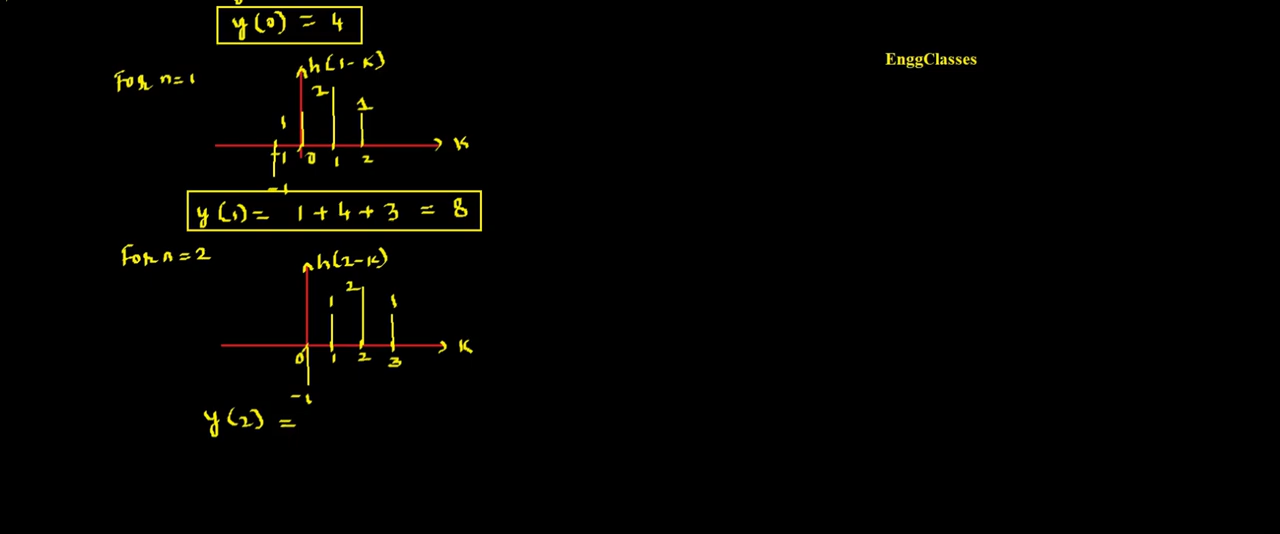 y(0) = 4
EnggClasses
For n=1
h(1-K)
2
1
1
K
-1 0 1 2
-1
y(1) = 1 + 4 + 3 = 8
For n=2
h(2-K)
2
1 1
K
0 1 2 3
-1
y(2) =